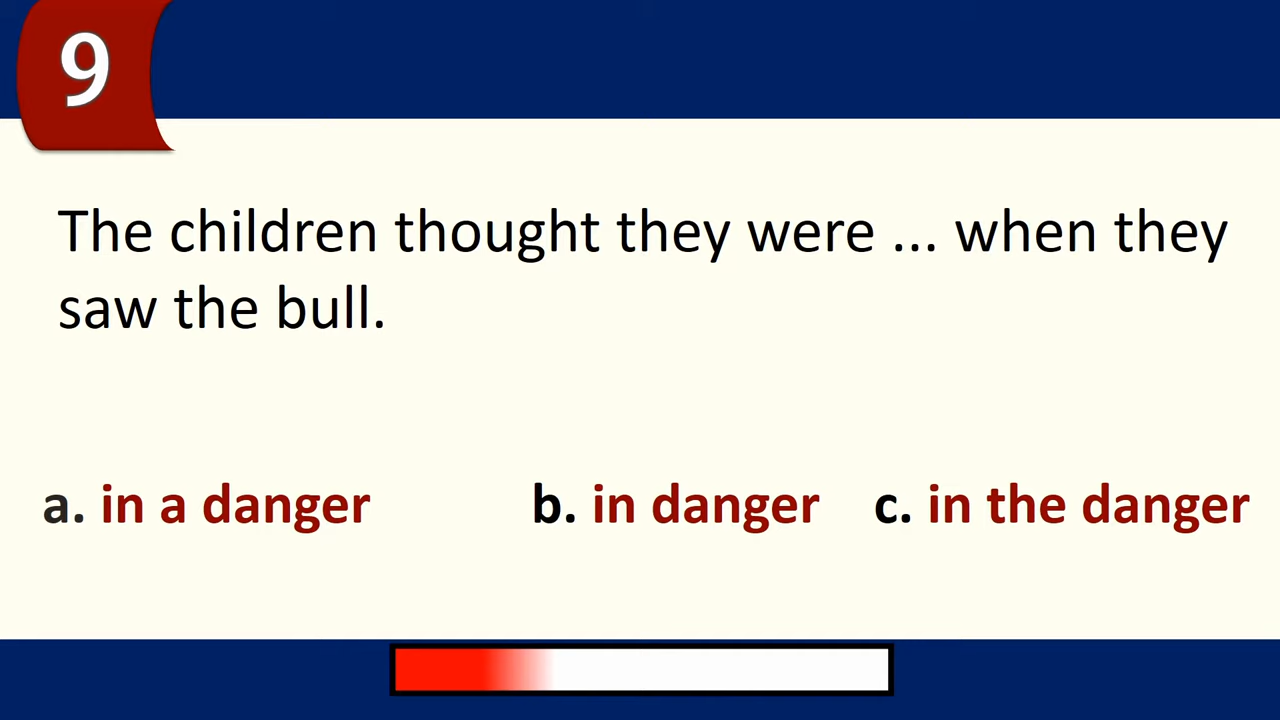 9
The children thought they were ... when they
saw the bull.
a. in a danger b. in danger c. in the danger